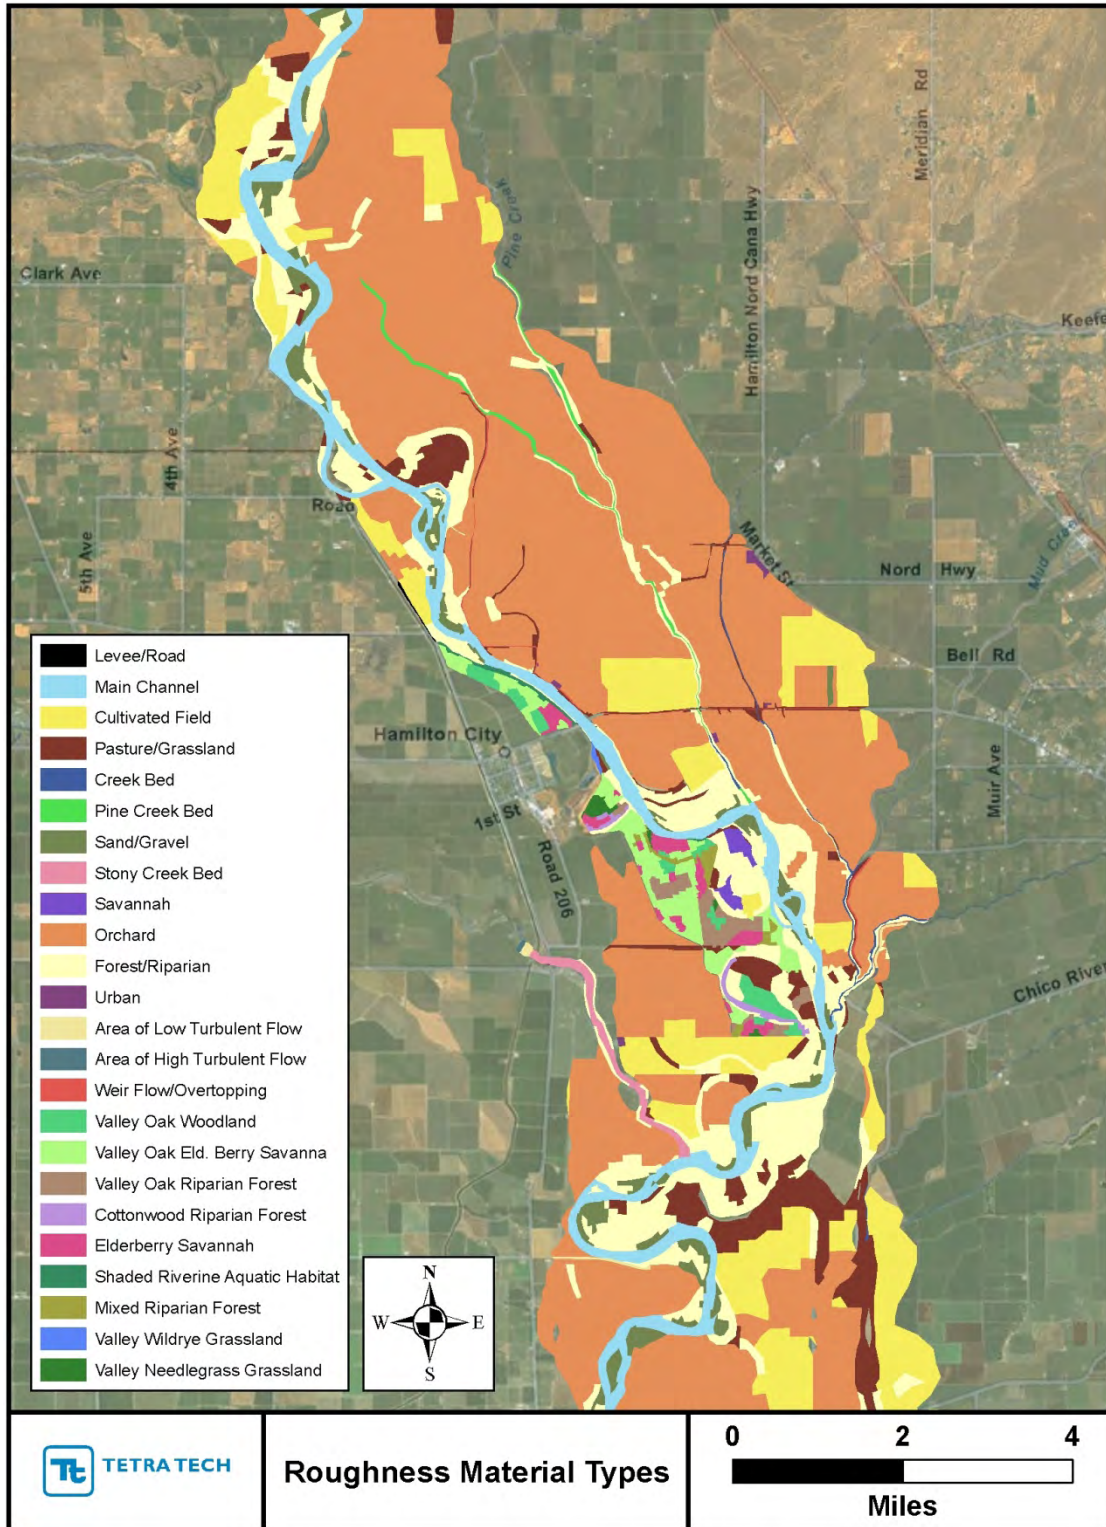 Meridian Rd
Pine Creek
Hamilton Nord Cana Hwy
Clark Ave
Keefe
4th Ave
Road
5th Ave
Market St
Nord Hwy
Mud Creek
Bell Rd
Hamilton City
Muir Ave
1st St
Road 206
Chico River
Levee/Road
Main Channel
Cultivated Field
Pasture/Grassland
Creek Bed
Pine Creek Bed
Sand/Gravel
Stony Creek Bed
Savannah
Orchard
Forest/Riparian
Urban
Area of Low Turbulent Flow
Area of High Turbulent Flow
Weir Flow/Overtopping
Valley Oak Woodland
Valley Oak Eld. Berry Savanna
Valley Oak Riparian Forest
Cottonwood Riparian Forest
Elderberry Savannah
Shaded Riverine Aquatic Habitat
Mixed Riparian Forest
Valley Wildrye Grassland
Valley Needlegrass Grassland
N
W E
S
Tt TETRA TECH
Roughness Material Types
0 2 4
Miles